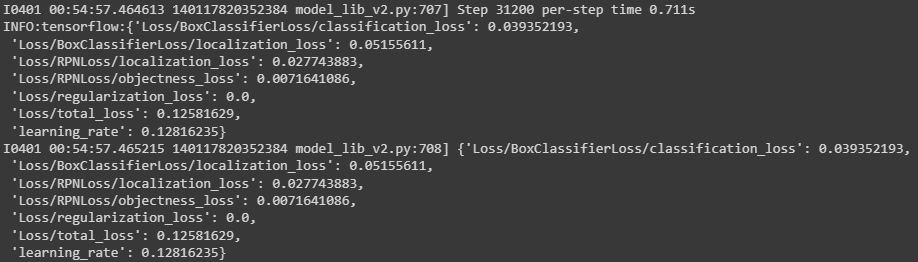 I0401 00:54:57.464613 140117820352384 model_lib_v2.py:707] Step 31200 per-step time 0.711s
INFO:tensorflow:{'Loss/BoxClassifierLoss/classification_loss': 0.039352193,
 'Loss/BoxClassifierLoss/localization_loss': 0.05155611,
 'Loss/RPNLoss/localization_loss': 0.027743883,
 'Loss/RPNLoss/objectness_loss': 0.0071641086,
 'Loss/regularization_loss': 0.0,
 'Loss/total_loss': 0.12581629,
 'learning_rate': 0.12816235}
I0401 00:54:57.465215 140117820352384 model_lib_v2.py:708] {'Loss/BoxClassifierLoss/classification_loss': 0.039352193,
 'Loss/BoxClassifierLoss/localization_loss': 0.05155611,
 'Loss/RPNLoss/localization_loss': 0.027743883,
 'Loss/RPNLoss/objectness_loss': 0.0071641086,
 'Loss/regularization_loss': 0.0,
 'Loss/total_loss': 0.12581629,
 'learning_rate': 0.12816235}